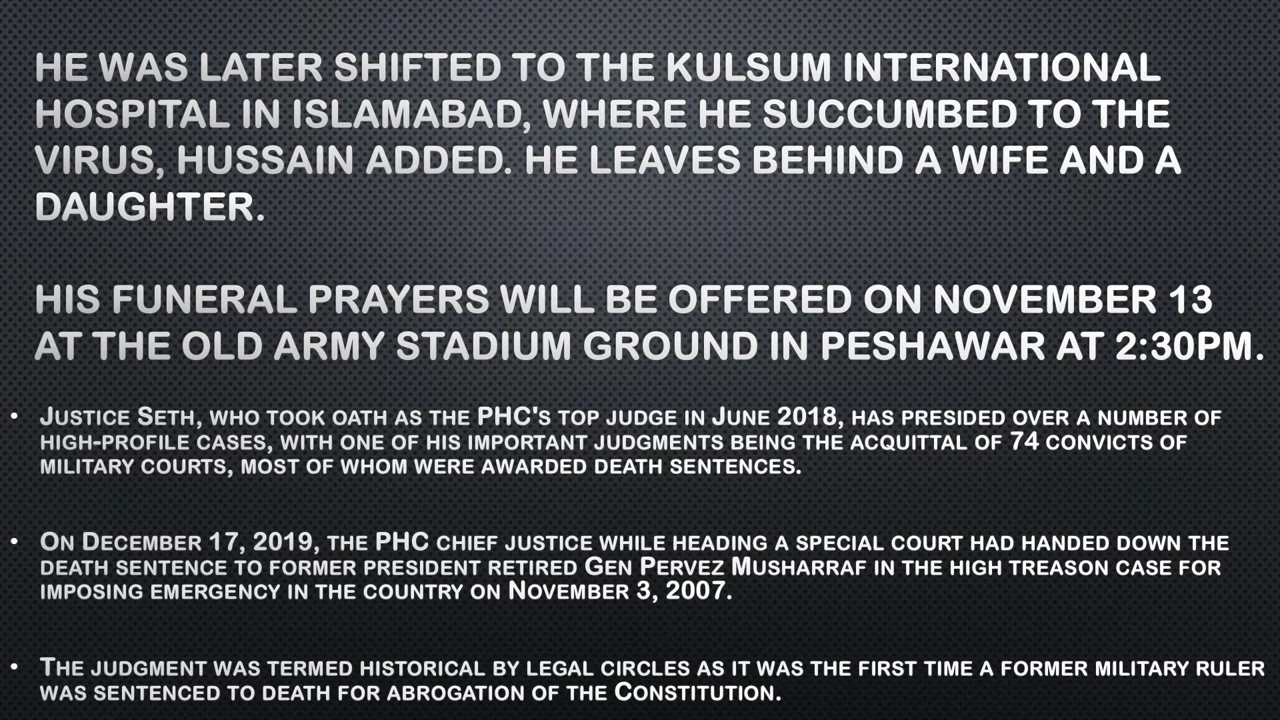 HE WAS LATER SHIFTED TO THE KULSUM INTERNATIONAL
HOSPITAL IN ISLAMABAD, WHERE HE SUCCUMBED TO THE
VIRUS, HUSSAIN ADDED. HE LEAVES BEHIND A WIFE AND A
DAUGHTER.
HIS FUNERAL PRAYERS WILL BE OFFERED ON NOVEMBER 13
AT THE OLD ARMY STADIUM GROUND IN PESHAWAR AT 2:30PM.
• JUSTICE SETH, WHO TOOK OATH AS THE PHC'S TOP JUDGE IN JUNE 2018, HAS PRESIDED OVER A NUMBER OF
HIGH-PROFILE CASES, WITH ONE OF HIS IMPORTANT JUDGMENTS BEING THE ACQUITTAL OF 74 CONVICTS OF
MILITARY COURTS, MOST OF WHOM WERE AWARDED DEATH SENTENCES.
• ON DECEMBER 17, 2019, THE PHC CHIEF JUSTICE WHILE HEADING A SPECIAL COURT HAD HANDED DOWN THE
DEATH SENTENCE TO FORMER PRESIDENT RETIRED GEN PERVEZ MUSHARRAF IN THE HIGH TREASON CASE FOR
IMPOSING EMERGENCY IN THE COUNTRY ON NOVEMBER 3, 2007.
• THE JUDGMENT WAS TERMED HISTORICAL BY LEGAL CIRCLES AS IT WAS THE FIRST TIME A FORMER MILITARY RULER
WAS SENTENCED TO DEATH FOR ABROGATION OF THE CONSTITUTION.